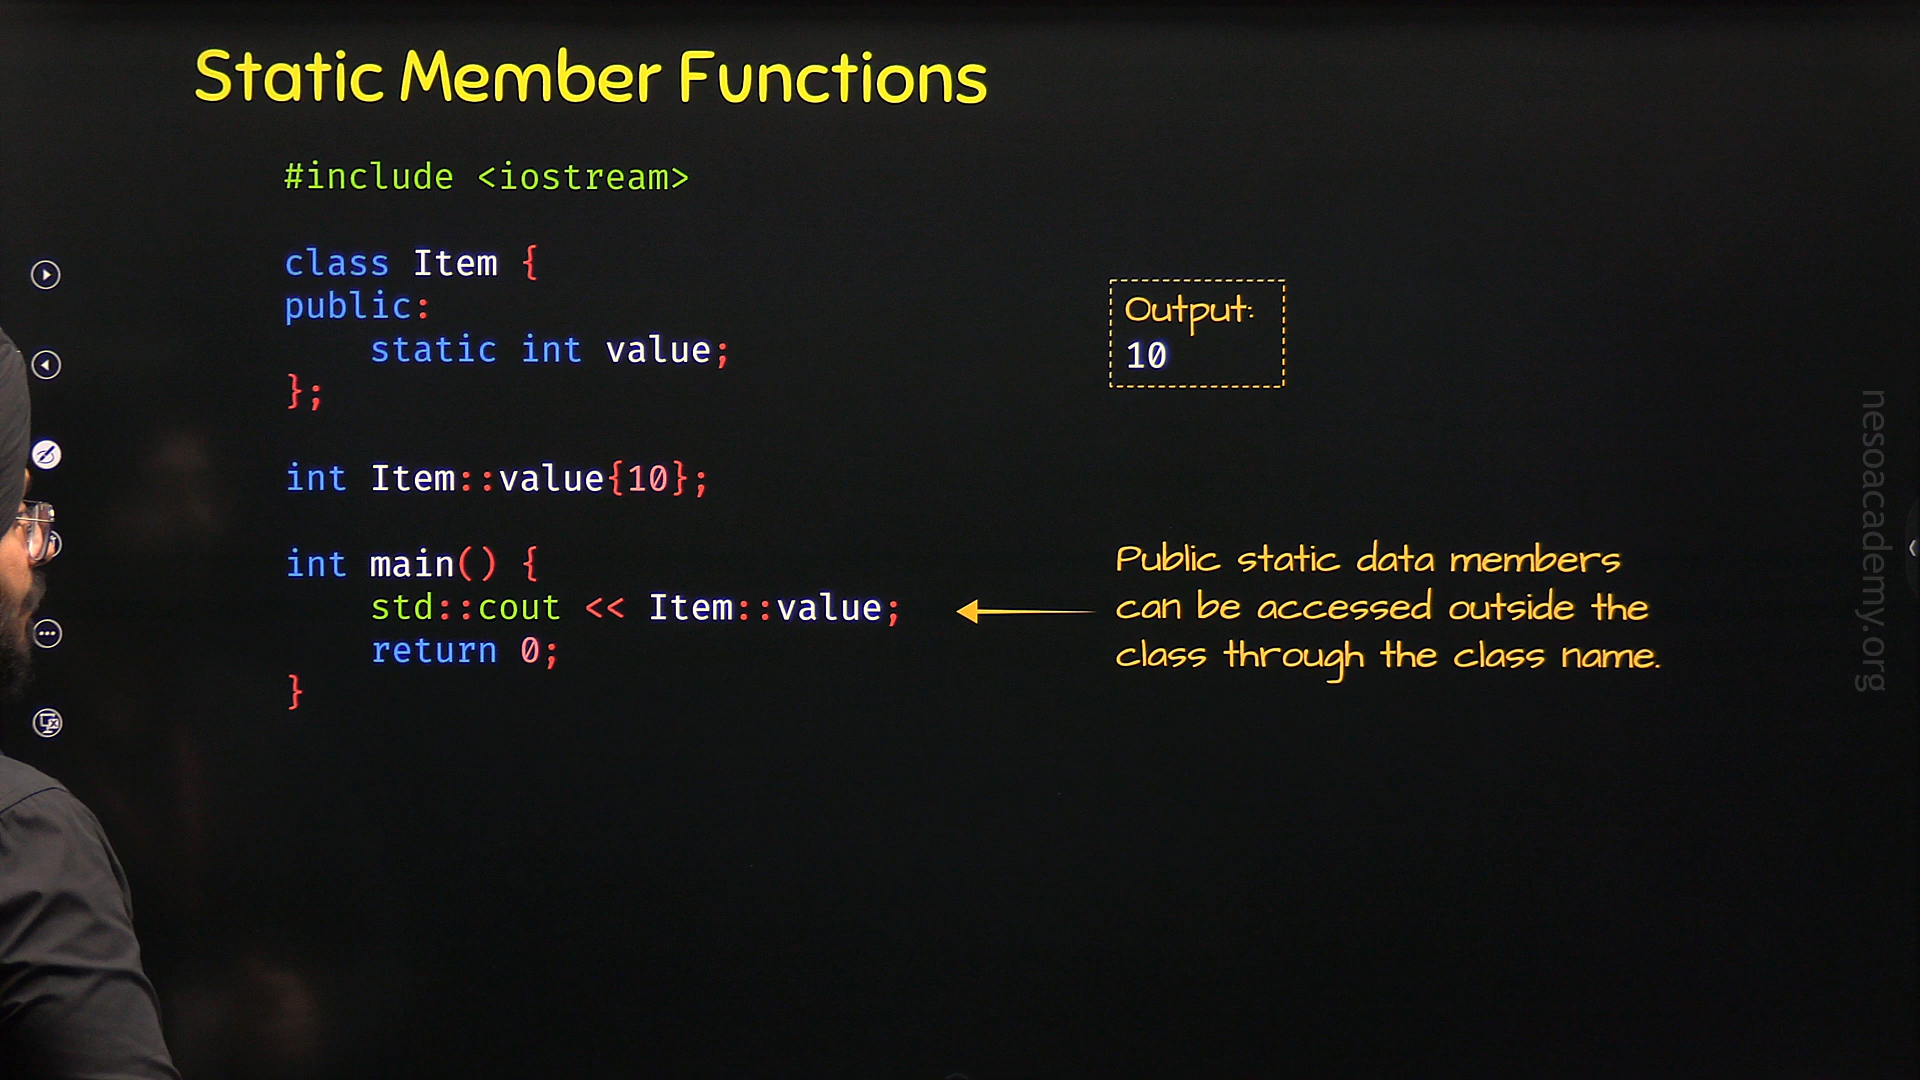 Static Member Functions
#include <iostream>
class Item {
public:
    static int value;
};
int Item::value{10};
int main() {
    std::cout << Item::value;
    return 0;
}
Output:
10
Public static data members
can be accessed outside the
class through the class name.
nesoacademy.org